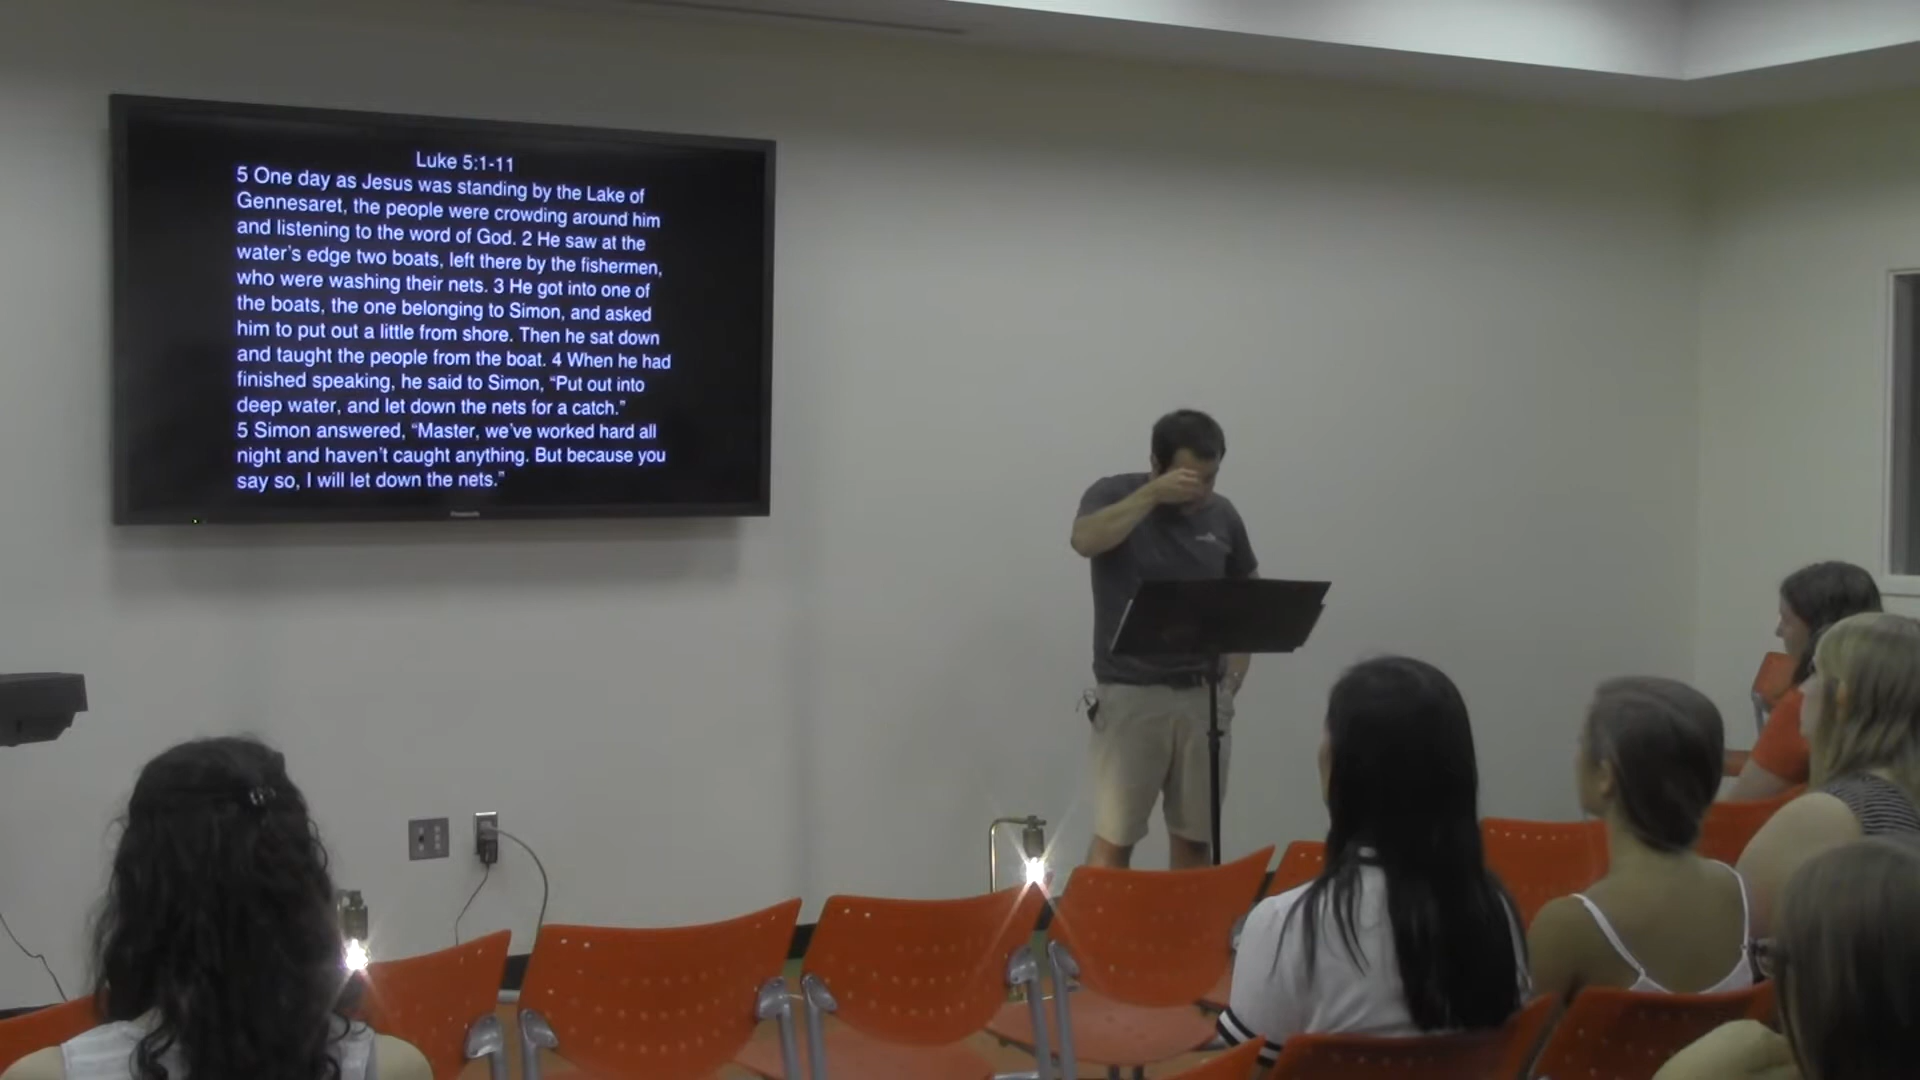 Luke 5:1-11
5 One day as Jesus was standing by the Lake of
Gennesaret, the people were crowding around him
and listening to the word of God. 2 He saw at the
water’s edge two boats, left there by the fishermen,
who were washing their nets. 3 He got into one of
the boats, the one belonging to Simon, and asked
him to put out a little from shore. Then he sat down
and taught the people from the boat. 4 When he had
finished speaking, he said to Simon, “Put out into
deep water, and let down the nets for a catch.”
5 Simon answered, “Master, we’ve worked hard all
night and haven’t caught anything. But because you
say so, I will let down the nets.”